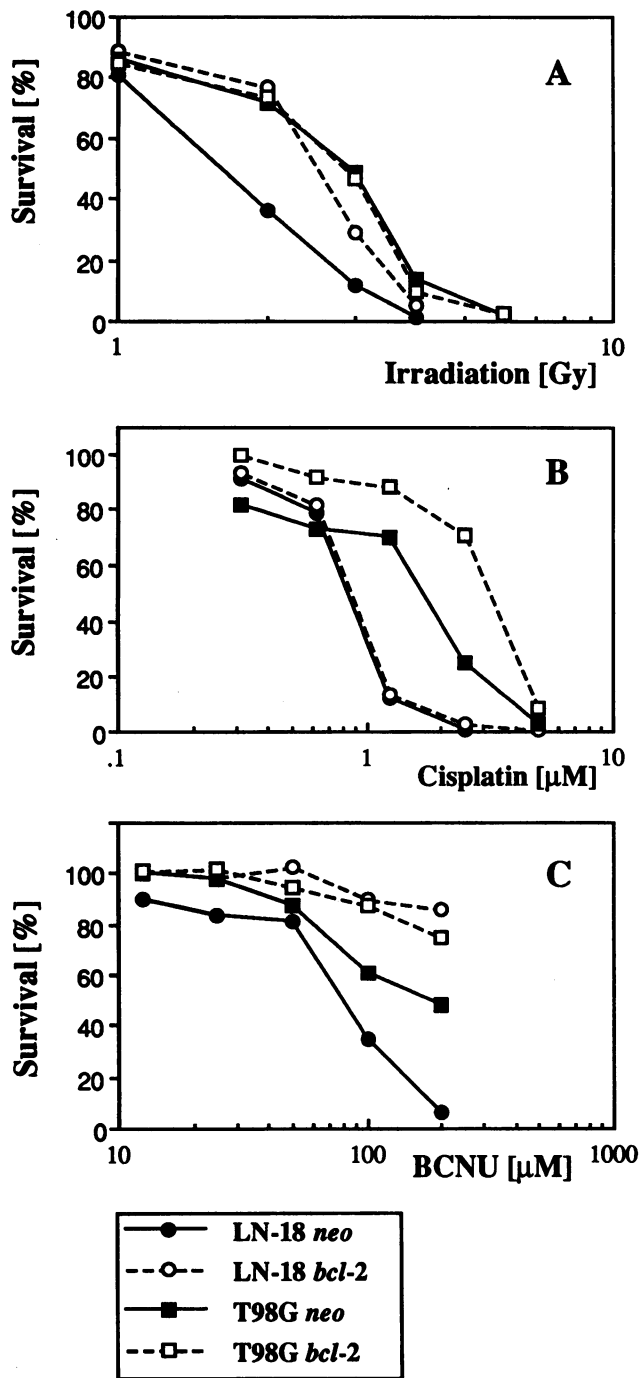 100
80
60
40
20
0
Survival [%]
A
1
10
Irradiation [Gy]
100
80
60
40
20
0
Survival [%]
B
.1
1
10
Cisplatin [µM]
100
80
60
40
20
0
Survival [%]
C
10
100
1000
BCNU [µM]
LN-18 neo
LN-18 bcl-2
T98G neo
T98G bcl-2